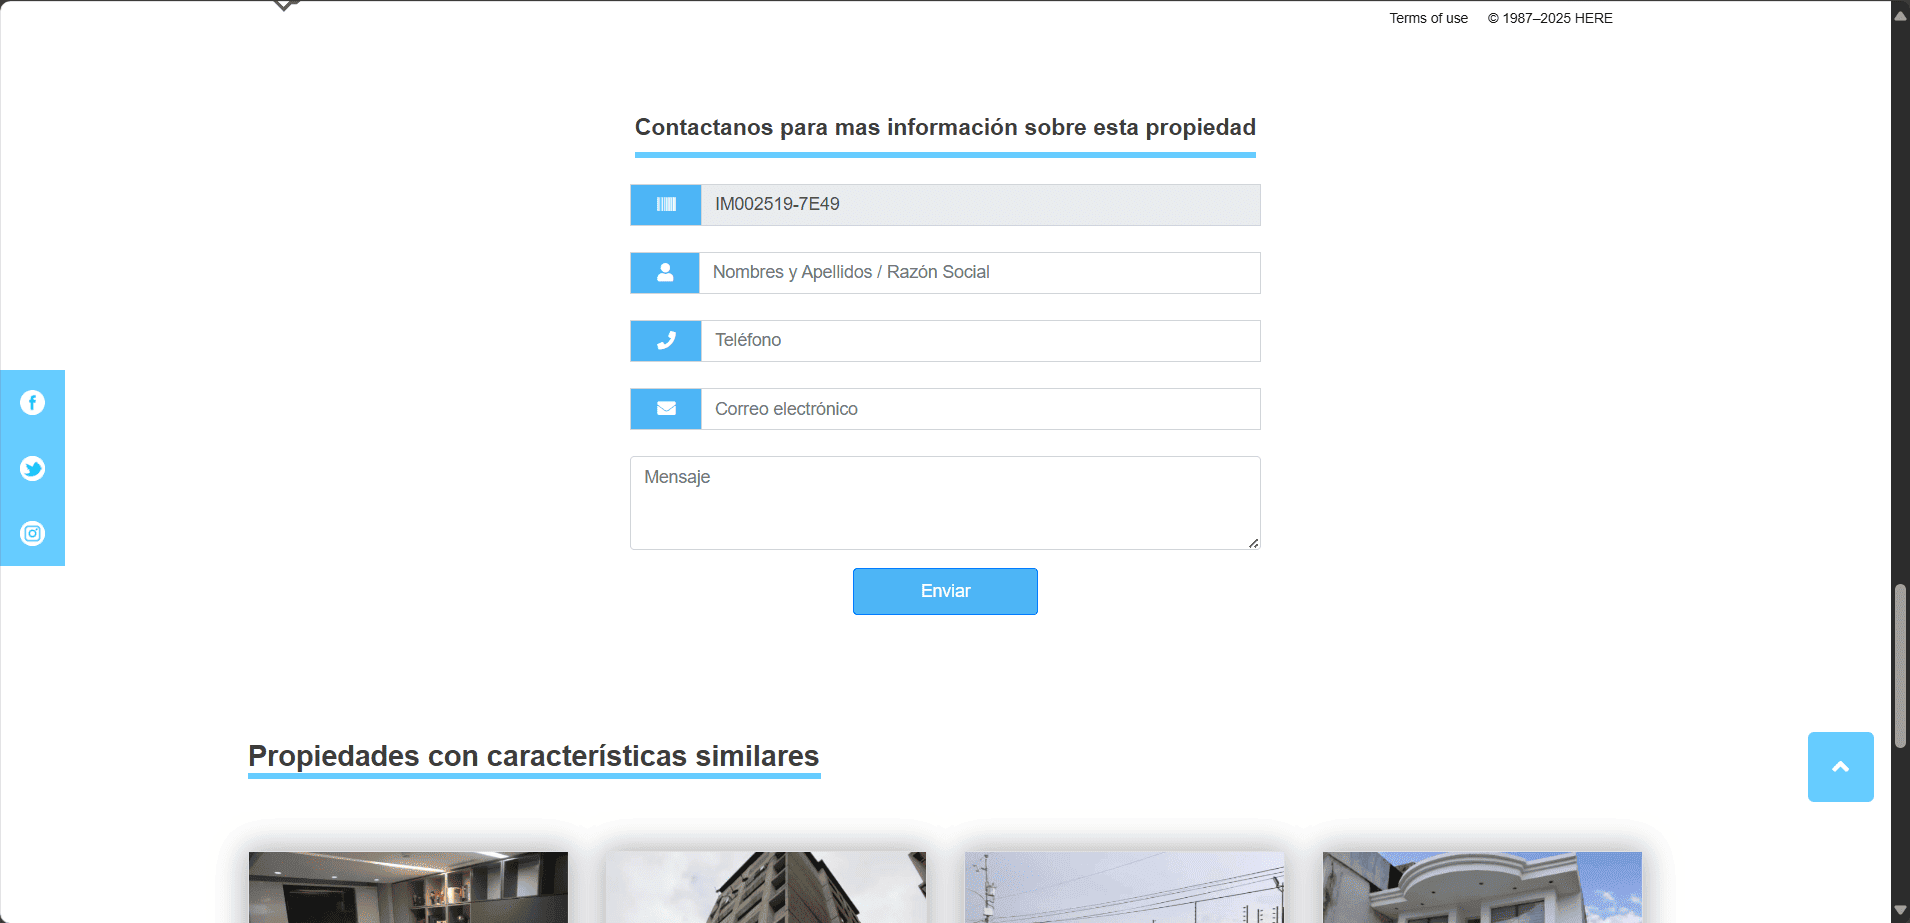 Terms of use © 1987–2025 HERE
Contactanos para mas información sobre esta propiedad
IM002519-7E49
Nombres y Apellidos / Razón Social
Teléfono
Correo electrónico
Mensaje
Enviar
Propiedades con características similares